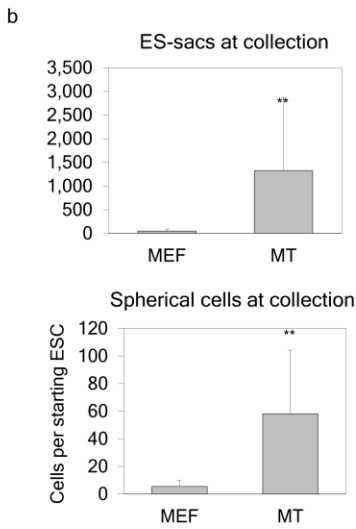 b
ES-sacs at collection
3,500
3,000
2,500
2,000
1,500
1,000
500
0
**
MEF MT
Spherical cells at collection
Cells per starting ESC
120
100
80
60
40
20
0
**
MEF MT